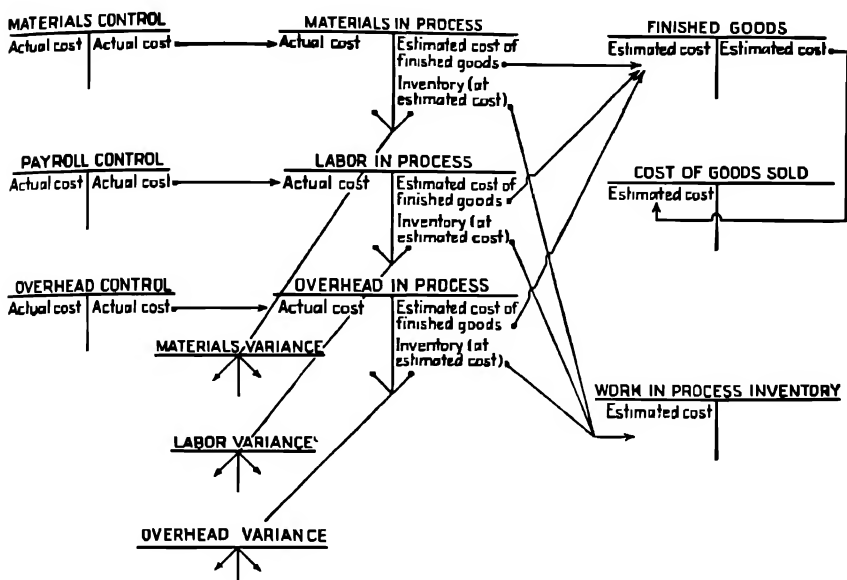 MATERIALS CONTROL
Actual cost Actual cost
MATERIALS IN PROCESS
Actual cost Estimated cost of
finished goods
Inventory (at
estimated cost)
FINISHED GOODS
Estimated cost Estimated cost
PAYROLL CONTROL
Actual cost Actual cost
LABOR IN PROCESS
Actual cost Estimated cost of
finished goods
Inventory (at
estimated cost)
COST OF GOODS SOLD
Estimated cost
OVERHEAD CONTROL
Actual cost Actual cost
OVERHEAD IN PROCESS
Actual cost Estimated cost of
finished goods
Inventory (at
estimated cost)
MATERIALS VARIANCE
WORK IN PROCESS INVENTORY
Estimated cost
LABOR VARIANCE
OVERHEAD VARIANCE